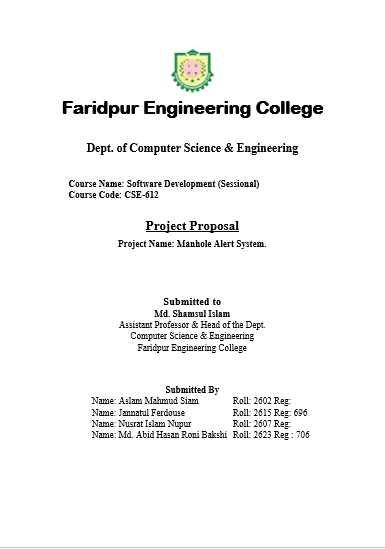 Faridpur Engineering College
Dept. of Computer Science & Engineering
Course Name: Software Development (Sessional)
Course Code: CSE-612
Project Proposal
Project Name: Manhole Alert System.
Submitted to
Md. Shamsul Islam
Assistant Professor & Head of the Dept.
Computer Science & Engineering
Faridpur Engineering College
Submitted By
Name: Aslam Mahmud Siam Roll: 2602 Reg:
Name: Jannatul Ferdouse Roll: 2615 Reg: 696
Name: Nusrat Islam Nupur Roll: 2607 Reg:
Name: Md. Abid Hasan Roni Bakshi Roll: 2623 Reg : 706